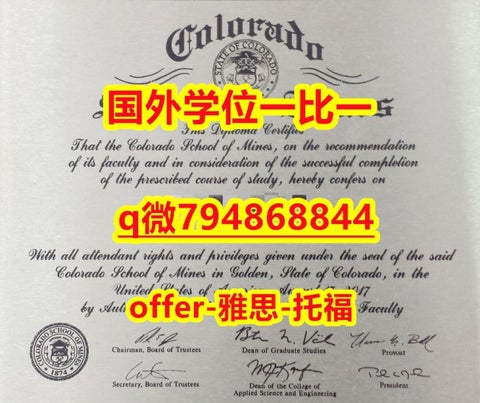 Colorado
STATE OF COLORADO
国外学位一比一
This Diploma Certifies
That the Colorado School of Mines, on the recommendation
of its faculty and in consideration of the successful completion
of the prescribed course of study, hereby confers on
q微794868844
With all attendant rights and privileges given under the seal of the said
Colorado School of Mines in Golden, State of Colorado, in the
United States of
2017
by
Faculty
offer-雅思-托福
COLORADO SCHOOL OF MINES
1874
Chairman, Board of Trustees
Dean of Graduate Studies
Provost
Secretary, Board of Trustees
Dean of the College of
Applied Science and Engineering
President